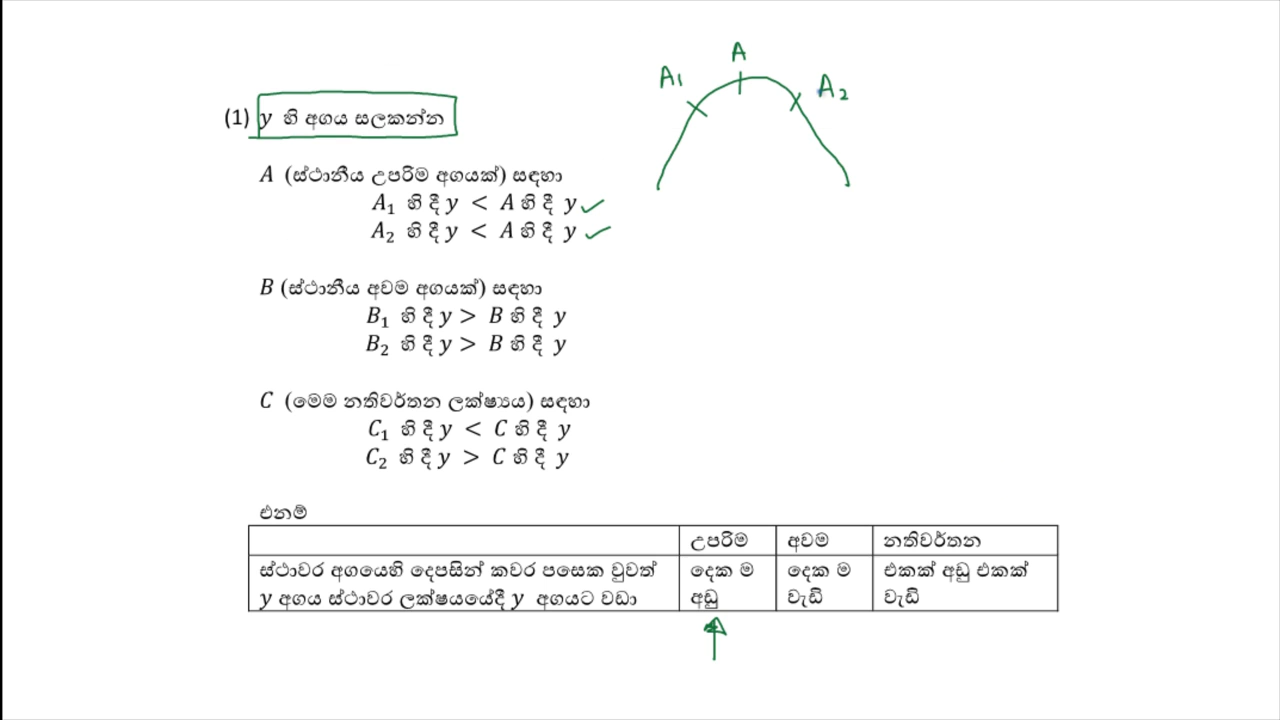 A
A₁
A₂
(1) y හි අගය සලකන්න
A (ස්ථානීය උපරිම අගයක්) සඳහා
A₁ හි දී y < A හි දී y ✓
A₂ හි දී y < A හි දී y ✓
B (ස්ථානීය අවම අගයක්) සඳහා
B₁ හි දී y > B හි දී y
B₂ හි දී y > B හි දී y
C (මෙම නතිවර්තන ලක්ෂ්‍යය) සඳහා
C₁ හි දී y < C හි දී y
C₂ හි දී y > C හි දී y
එනම්
උපරිම අවම නතිවර්තන
ස්ථාවර අගයෙහි දෙපසින් කවර පසෙක වුවත් දෙක ම දෙක ම එකක් අඩු එකක්
y අගය ස්ථාවර ලක්ෂයයේදී y අගයට වඩා අඩු වැඩි වැඩි